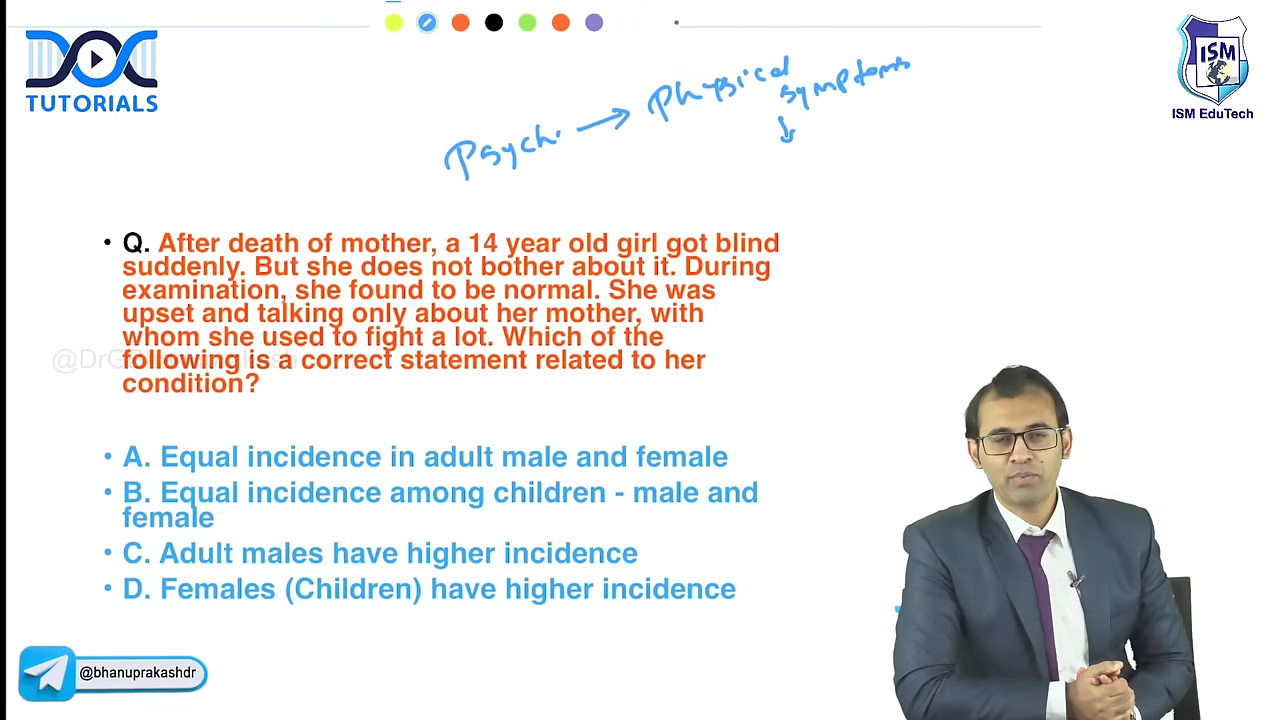 DOC
TUTORIALS
ISM
ISM EduTech
Psych. → Physical
symptoms
• Q. After death of mother, a 14 year old girl got blind
suddenly. But she does not bother about it. During
examination, she found to be normal. She was
upset and talking only about her mother, with
whom she used to fight a lot. Which of the
following is a correct statement related to her
condition?
• A. Equal incidence in adult male and female
• B. Equal incidence among children - male and
female
• C. Adult males have higher incidence
• D. Females (Children) have higher incidence
@bhanuprakashdr